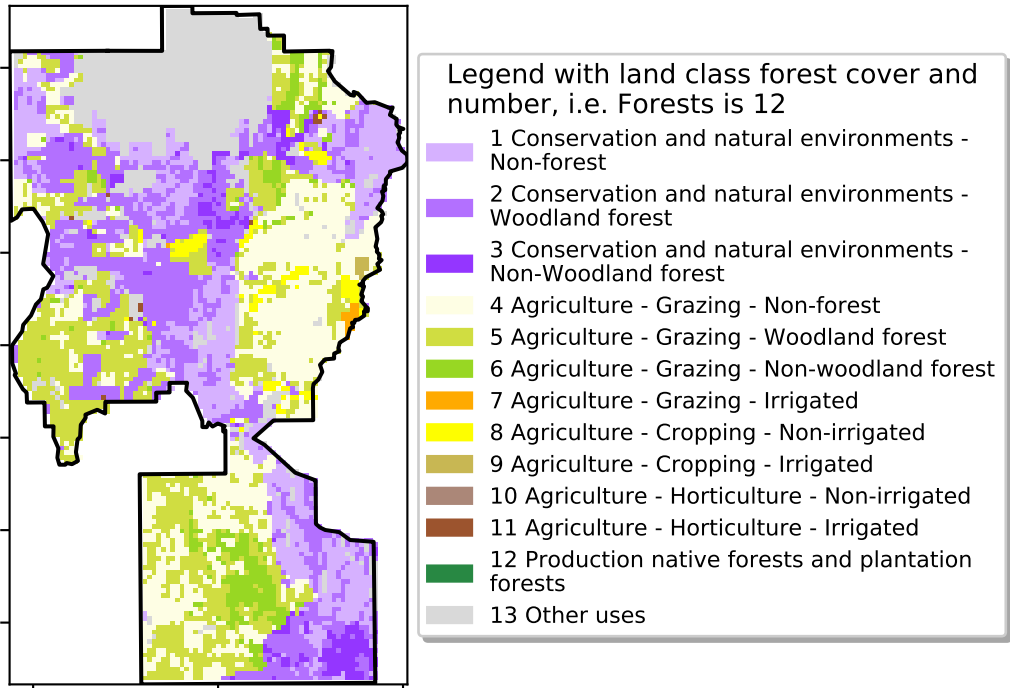 Legend with land class forest cover and
number, i.e. Forests is 12
1 Conservation and natural environments -
Non-forest
2 Conservation and natural environments -
Woodland forest
3 Conservation and natural environments -
Non-Woodland forest
4 Agriculture - Grazing - Non-forest
5 Agriculture - Grazing - Woodland forest
6 Agriculture - Grazing - Non-woodland forest
7 Agriculture - Grazing - Irrigated
8 Agriculture - Cropping - Non-irrigated
9 Agriculture - Cropping - Irrigated
10 Agriculture - Horticulture - Non-irrigated
11 Agriculture - Horticulture - Irrigated
12 Production native forests and plantation
forests
13 Other uses